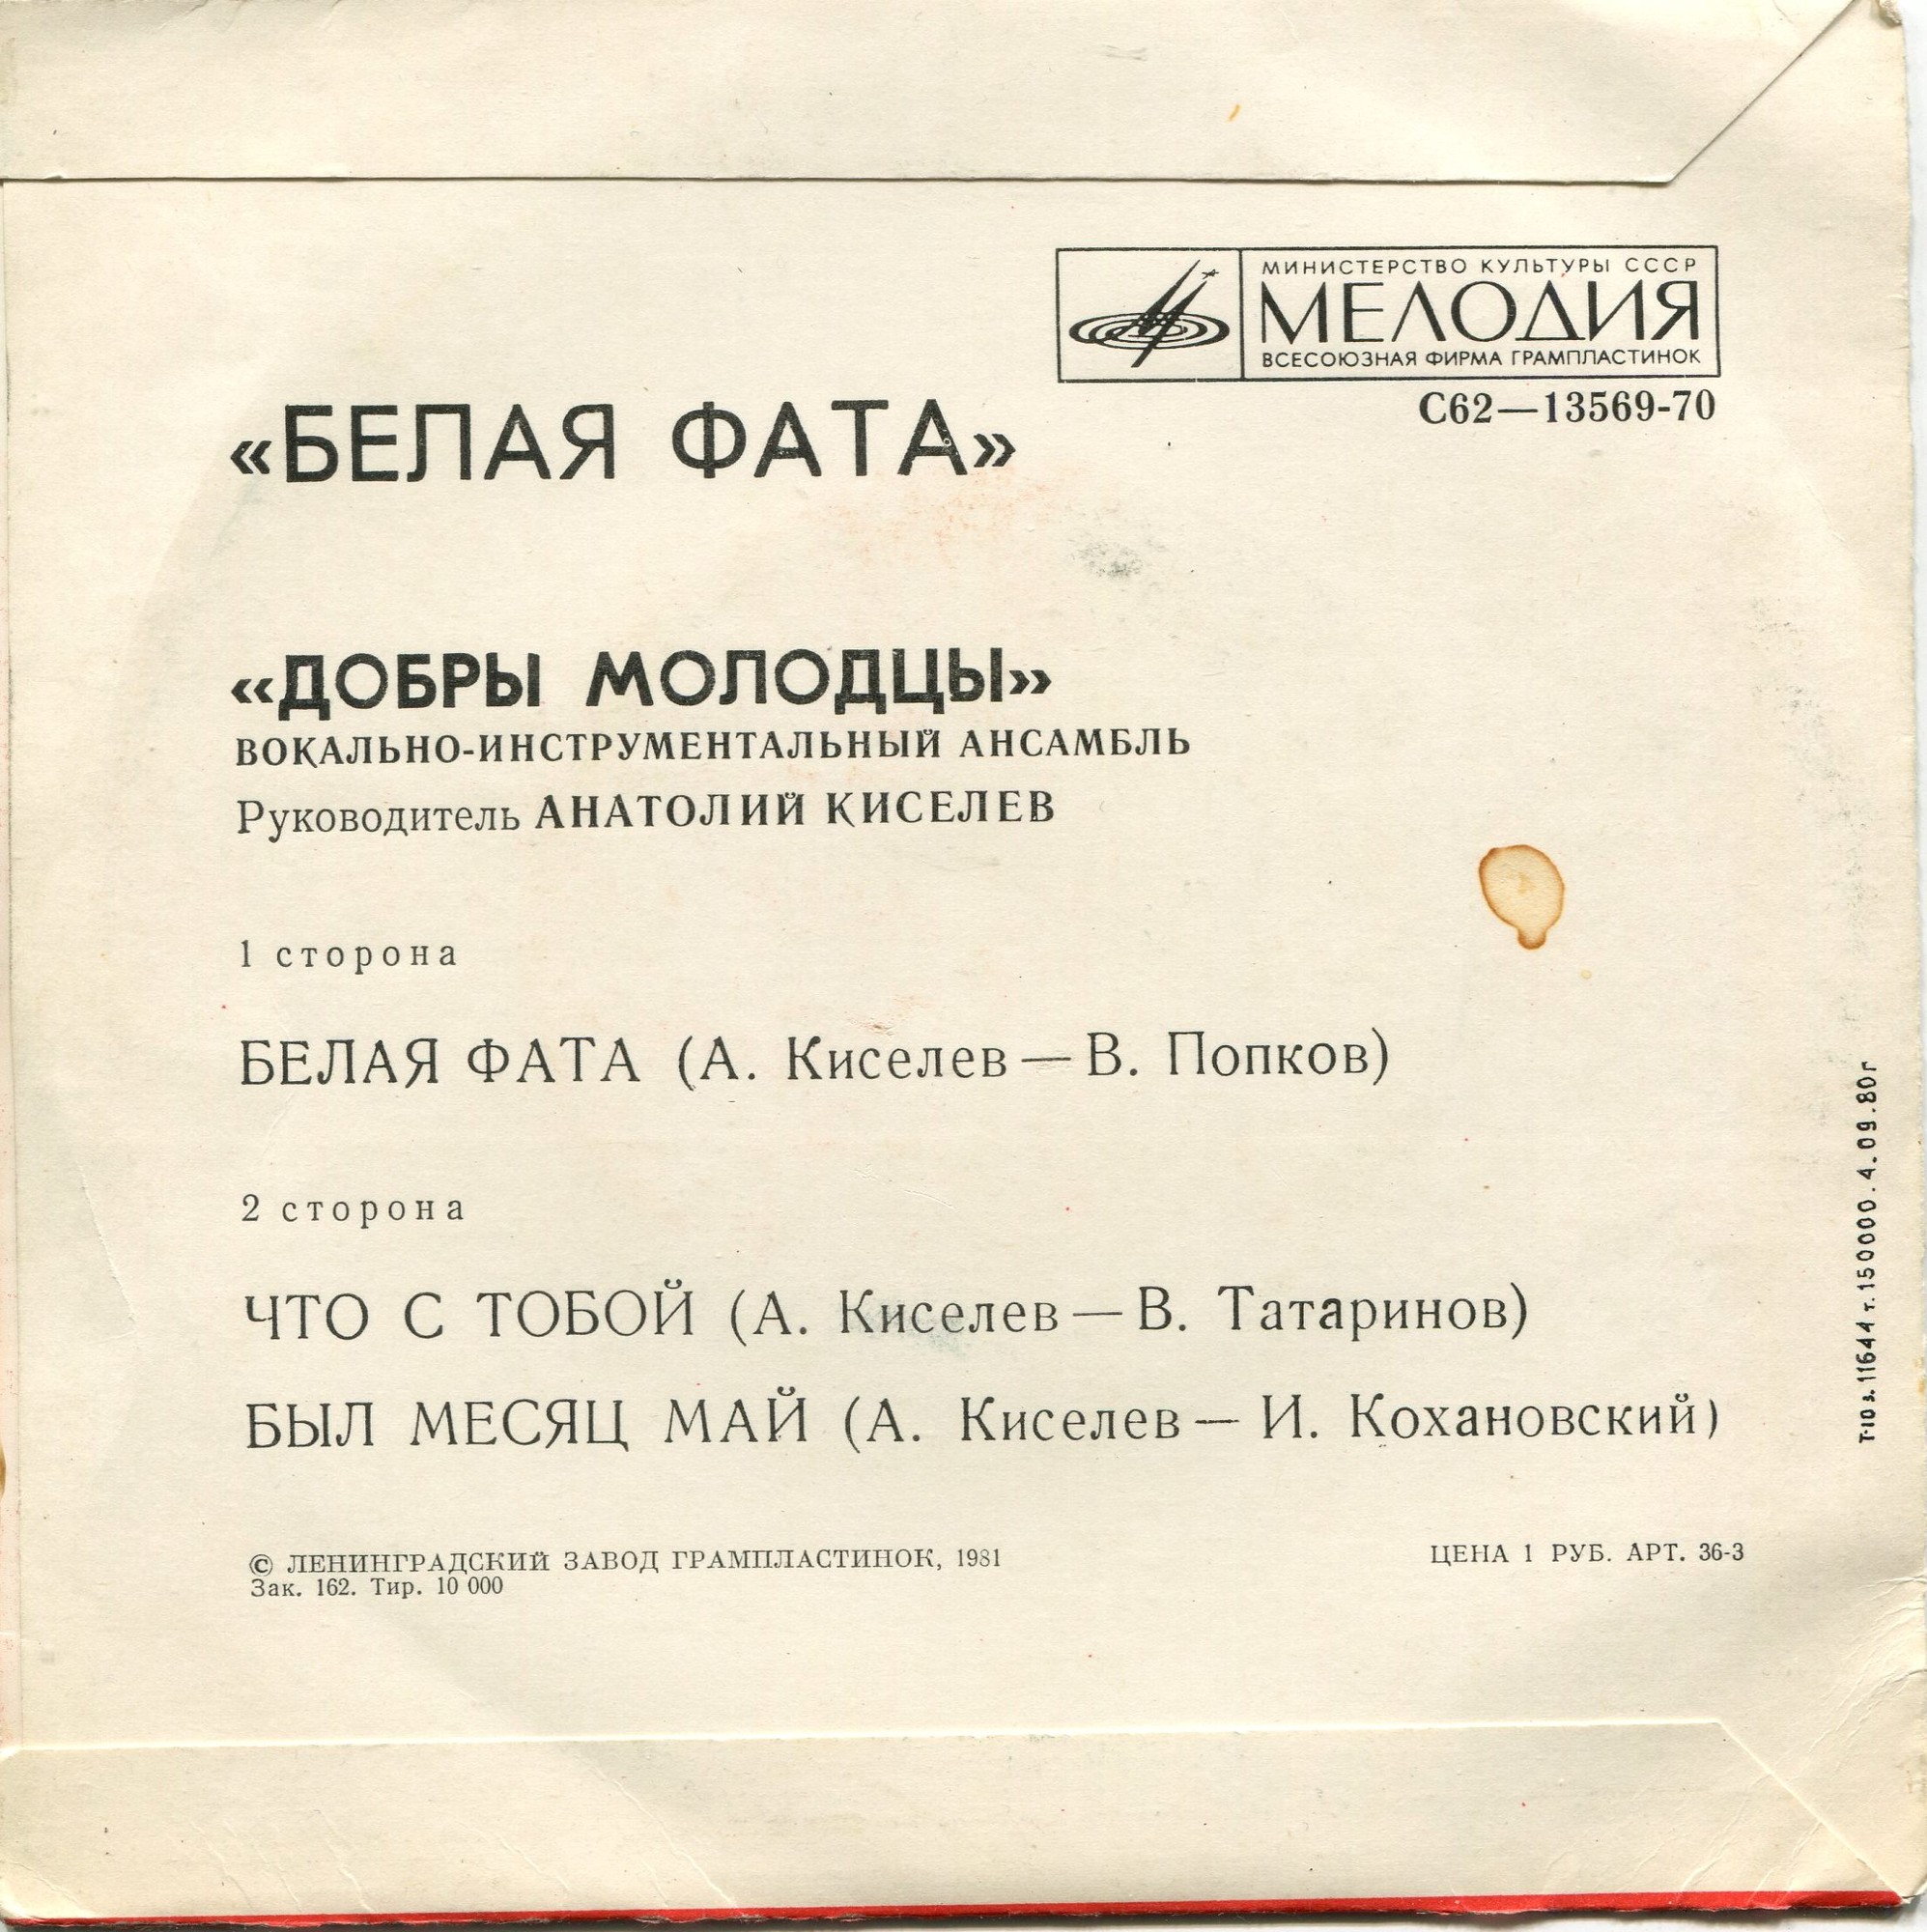 МИНИСТЕРСТВО КУЛЬТУРЫ СССР
МЕЛОДИЯ
ВСЕСОЮЗНАЯ ФИРМА ГРАМПЛАСТИНОК
С62—13569-70
«БЕЛАЯ ФАТА»
«ДОБРЫ МОЛОДЦЫ»
ВОКАЛЬНО-ИНСТРУМЕНТАЛЬНЫЙ АНСАМБЛЬ
Руководитель АНАТОЛИЙ КИСЕЛЕВ
1 сторона
БЕЛАЯ ФАТА (А. Киселев — В. Попков)
2 сторона
ЧТО С ТОБОЙ (А. Киселев — В. Татаринов)
БЫЛ МЕСЯЦ МАЙ (А. Киселев — И. Кохановский)
© ЛЕНИНГРАДСКИЙ ЗАВОД ГРАМПЛАСТИНОК, 1981
Зак. 162. Тир. 10 000
ЦЕНА 1 РУБ. АРТ. 36-3
т-10 з. 11644 т. 150000. 4. 09. 80г